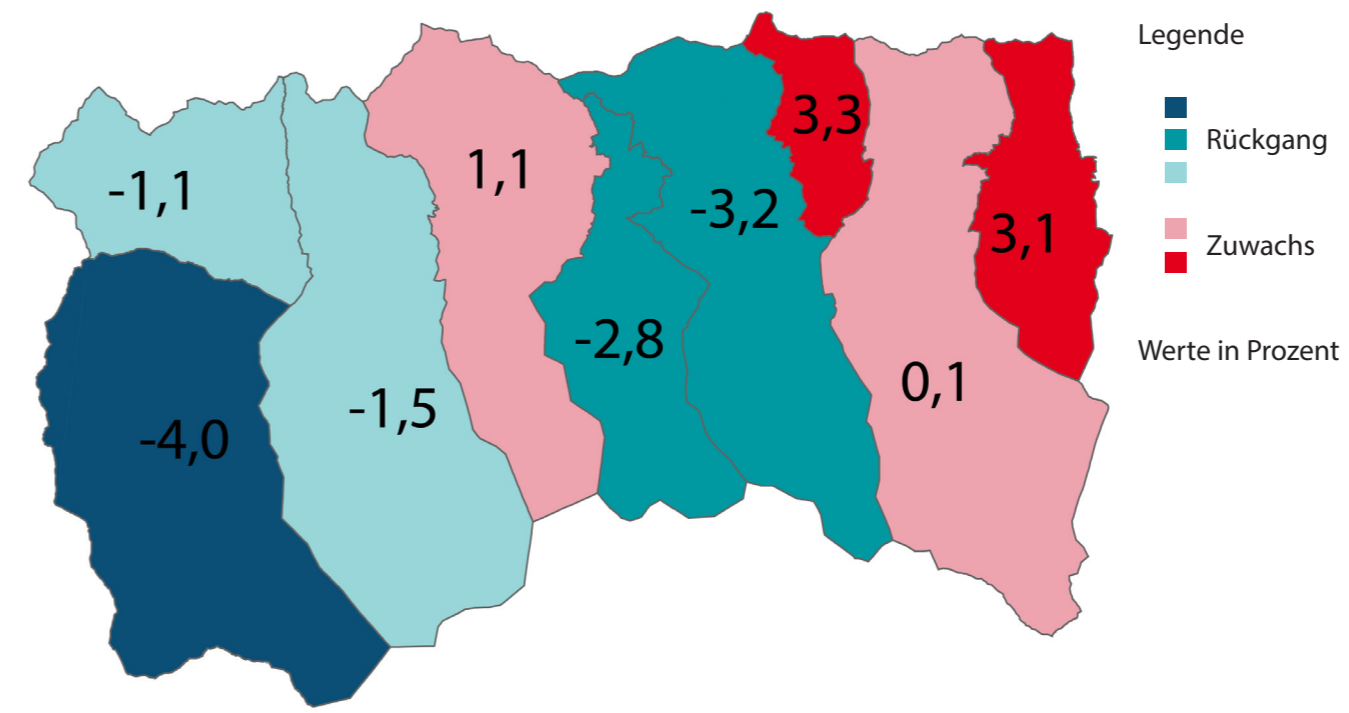 -1,1
-4,0
-1,5
1,1
-2,8
-3,2
3,3
0,1
3,1
Legende
Rückgang
Zuwachs
Werte in Prozent